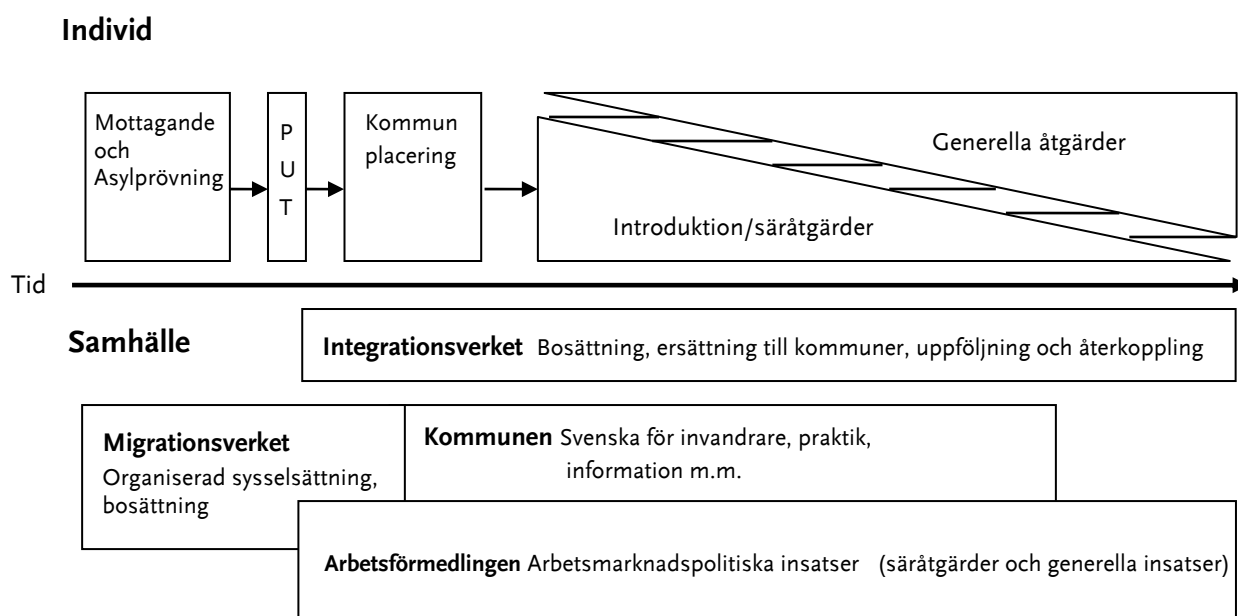 Individ
Mottagande
och
Asylprövning
P
U
T
Kommun
placering
Generella åtgärder
Introduktion/säråtgärder
Tid
Samhälle
Integrationsverket Bosättning, ersättning till kommuner, uppföljning och återkoppling
Migrationsverket
Organiserad sysselsättning,
bosättning
Kommunen Svenska för invandrare, praktik,
information m.m.
Arbetsförmedlingen Arbetsmarknadspolitiska insatser (säråtgärder och generella insatser)